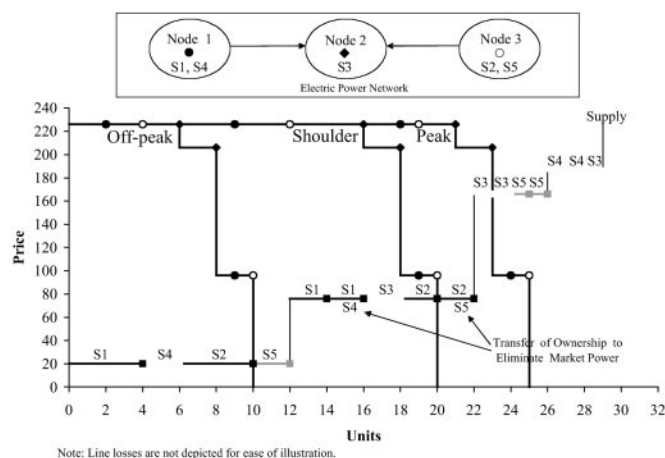 Node 1
S1, S4
Node 2
S3
Node 3
S2, S5
Electric Power Network
240
220
200
180
160
140
120
100
80
60
40
20
0
Price
Off-peak
Shoulder
Peak
Supply
S4 S4 S3
S3 S3 S5 S5
S1 S1 S3 S2 S2
S4 S5
Transfer of Ownership to
Eliminate Market Power
S1 S4 S2 S5
0 2 4 6 8 10 12 14 16 18 20 22 24 26 28 30 32
Units
Note: Line losses are not depicted for ease of illustration.